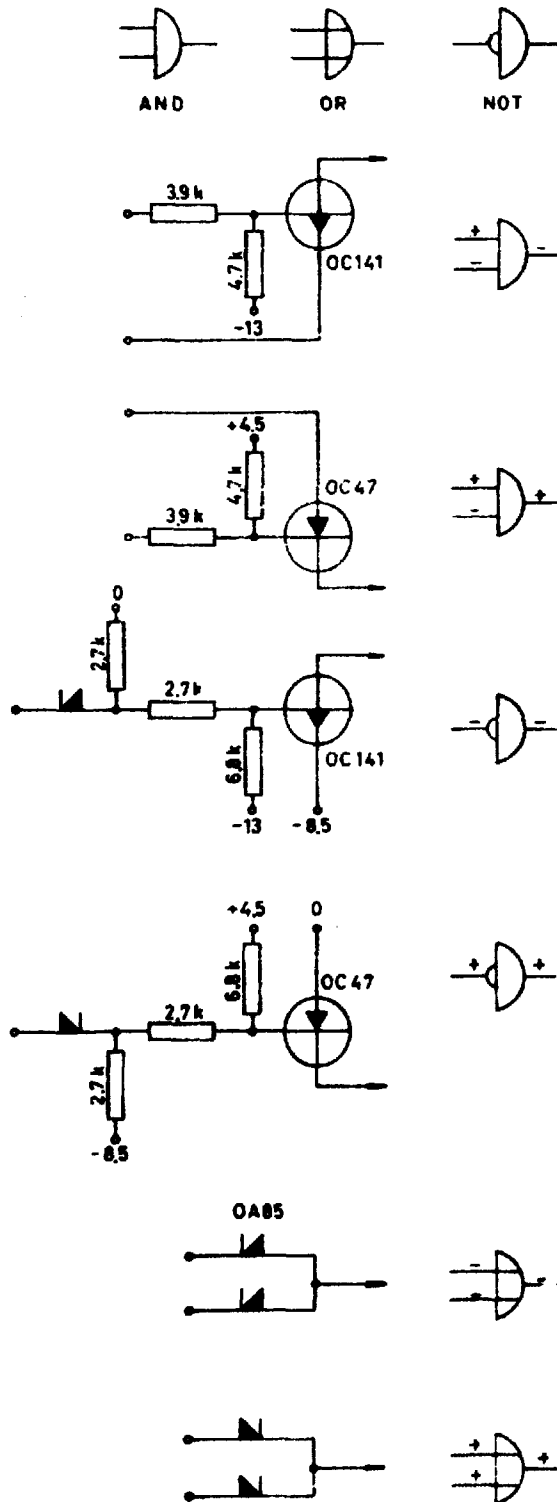 AND OR NOT
3.9 k
4.7 k
OC141
-13
+ - -
+4.5
4.7 k
OC47
3.9 k
+ - +
0
2.7 k
2.7 k
OC141
6.8 k
-13 -8.5
- -
+4.5 0
6.8 k
OC47
2.7 k
+ +
2.7 k
-8.5
OA85
- - -
+ + +